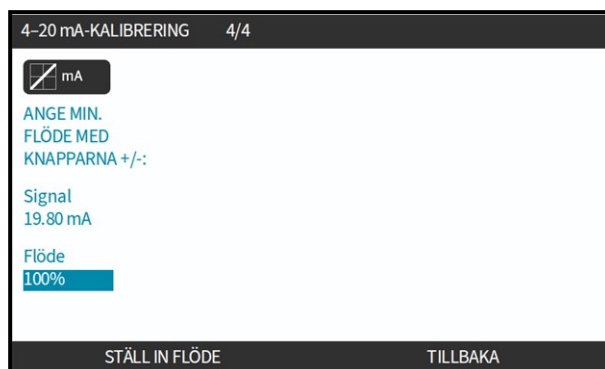 4–20 mA-KALIBRERING 4/4
mA
ANGE MIN.
FLÖDE MED
KNAPPARNA +/-:
Signal
19.80 mA
Flöde
100%
STÄLL IN FLÖDE TILLBAKA